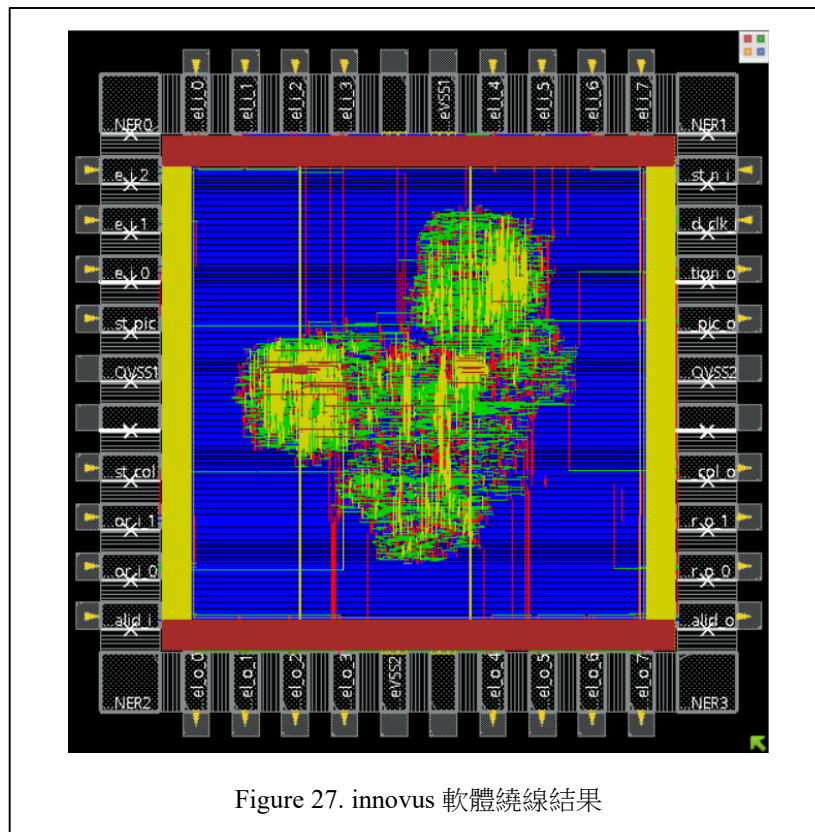 ...el_i_0
...el_i_1
...el_i_2
...el_i_3
...eVSS1
...el_i_4
...el_i_5
...el_i_6
...el_i_7
...NER0
...NER1
...e_i_2
...st_n_i
...e_i_1
...d_clk
...e_i_0
...tion_o
...st_pic
...pic_o
...OVSS1
...OVSS2
...st_col
...col_o
...or_i_1
...r_o_1
...or_i_0
...r_o_0
...alid_i
...alid_o
...el_o_0
...el_o_1
...el_o_2
...el_o_3
...eVSS2
...el_o_4
...el_o_5
...el_o_6
...el_o_7
...NER2
...NER3
Figure 27. innovus 軟體繞線結果